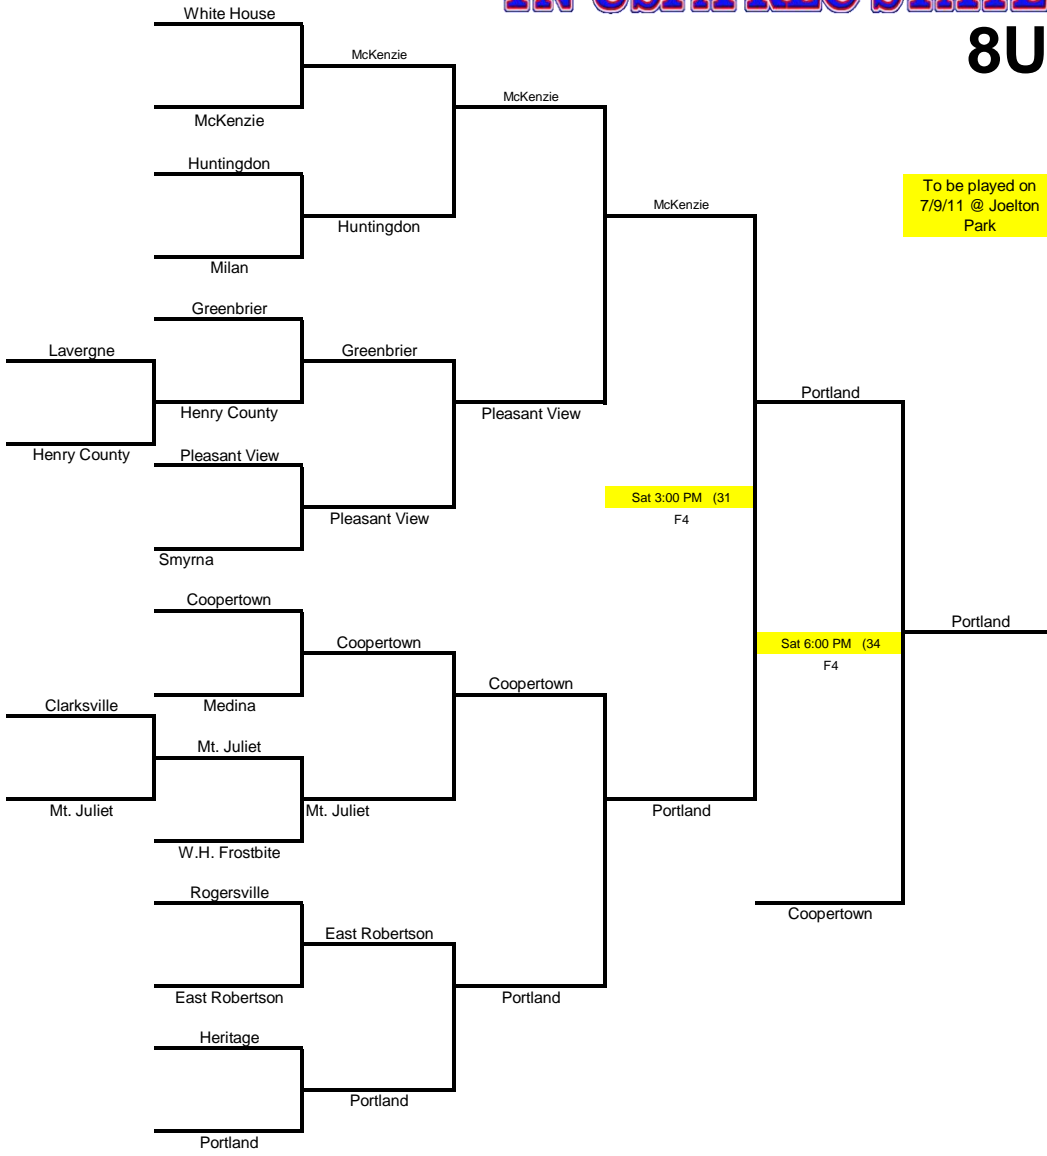 STATE
8U
White House
McKenzie
McKenzie
McKenzie
Huntingdon
Huntingdon
Milan
McKenzie
To be played on
7/9/11 @ Joelton
Park
Greenbrier
Lavergne
Greenbrier
Henry County
Henry County
Pleasant View
Pleasant View
Pleasant View
Smyrna
Portland
Sat 3:00 PM (31
F4
Coopertown
Coopertown
Medina
Coopertown
Clarksville
Mt. Juliet
Mt. Juliet
Mt. Juliet
W.H. Frostbite
Portland
Sat 6:00 PM (34
F4
Portland
Rogersville
East Robertson
East Robertson
Portland
Coopertown
Heritage
Portland
Portland